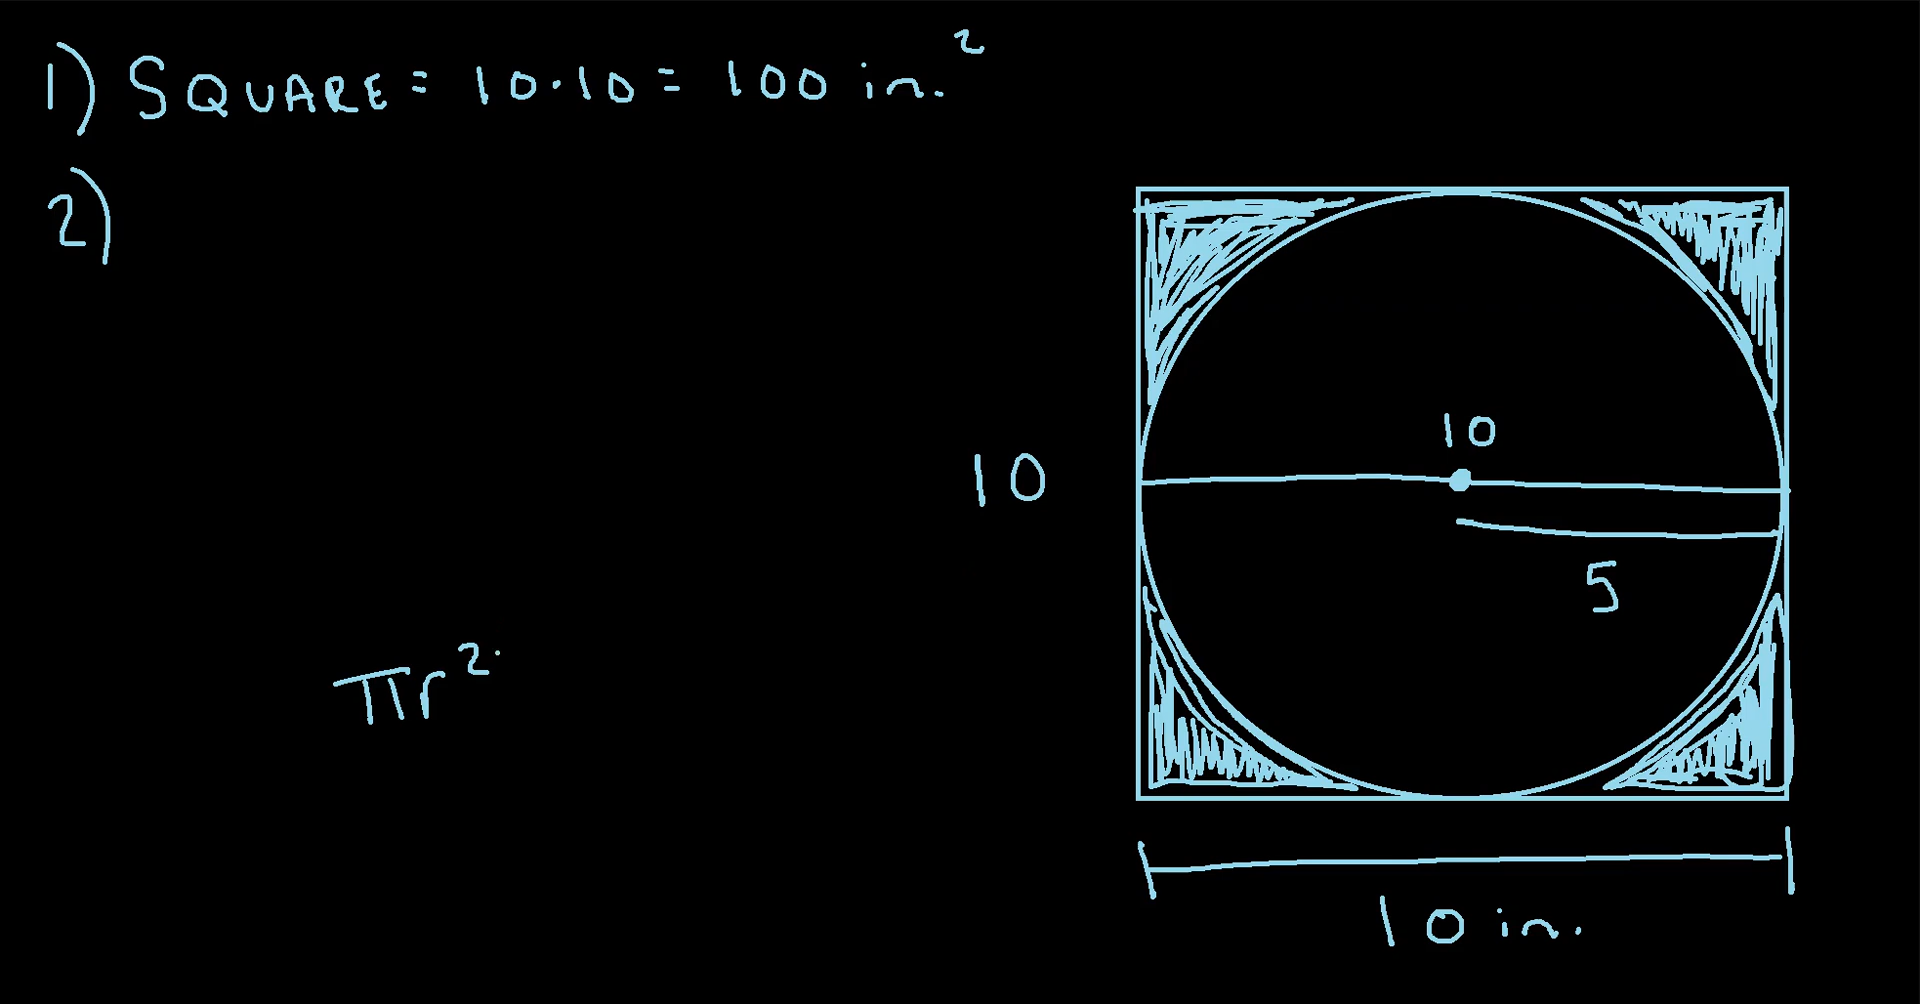 1) SQUARE = 10·10 = 100 in.²
2)
10
10
5
πr²
10 in.